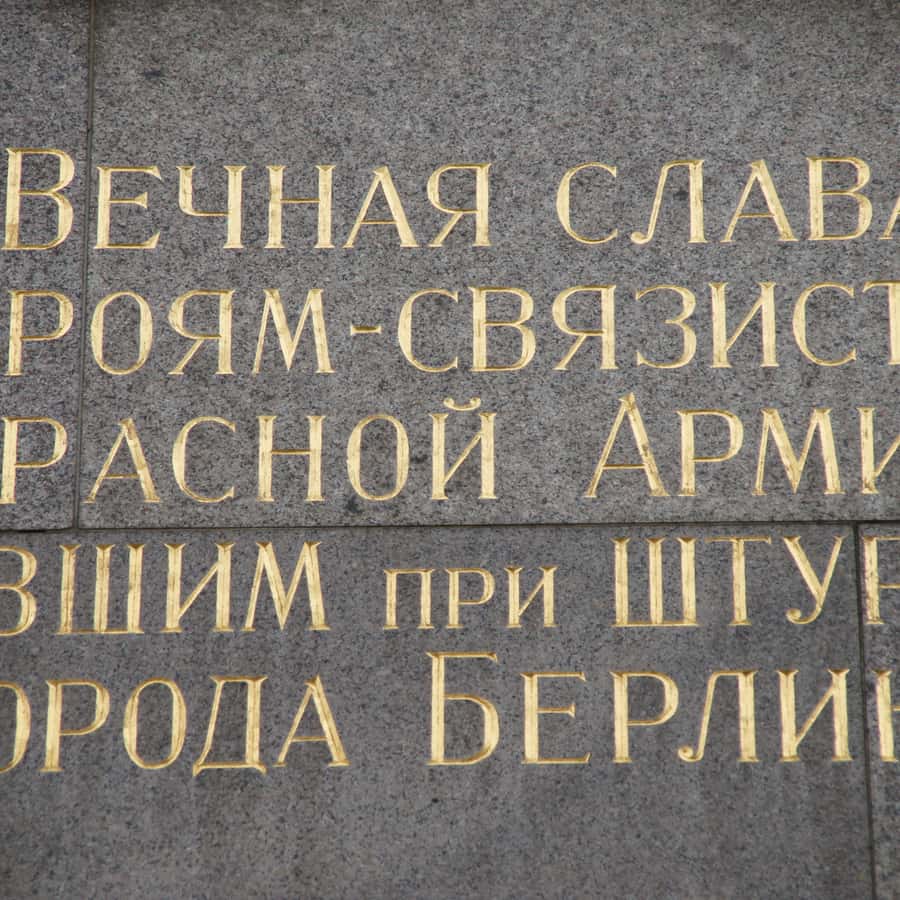 ВЕЧНАЯ СЛАВА
РОЯМ-СВЯЗИСТ
РАСНОЙ АРМИ
ВШИМ ПРИ ШТУР
ОРОДА БЕРЛИН